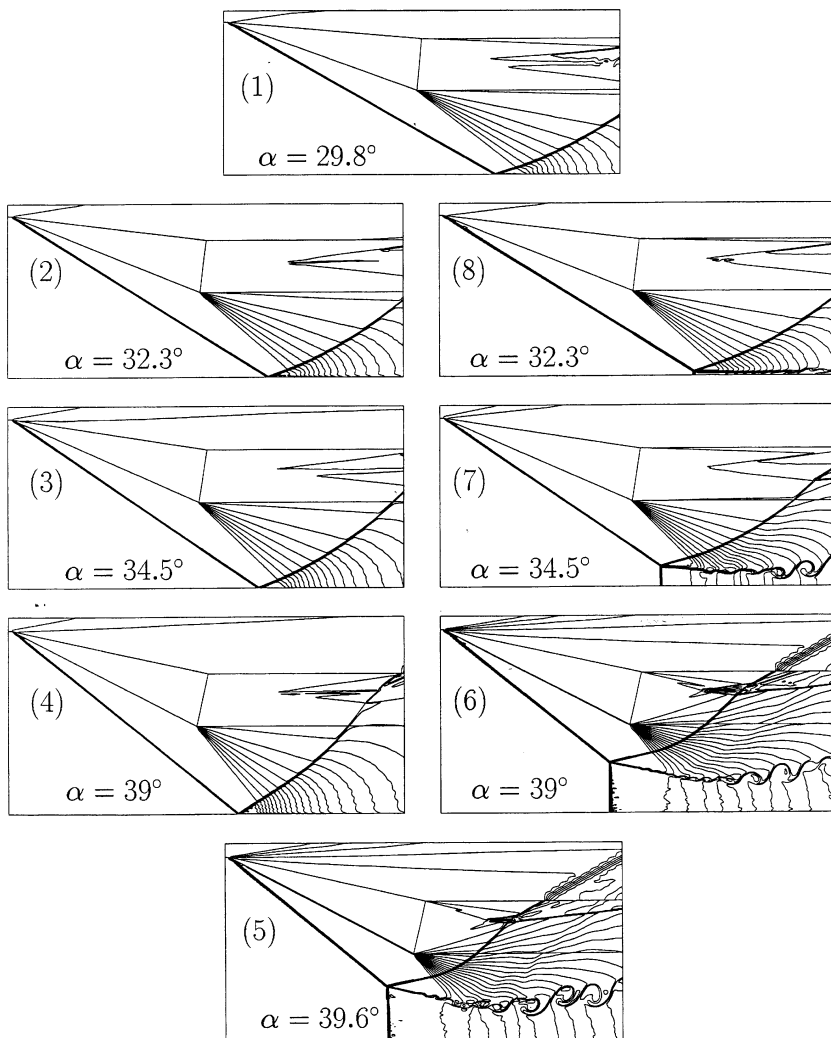 (1)
α = 29.8°
(2)
α = 32.3°
(8)
α = 32.3°
(3)
α = 34.5°
(7)
α = 34.5°
(4)
α = 39°
(6)
α = 39°
(5)
α = 39.6°